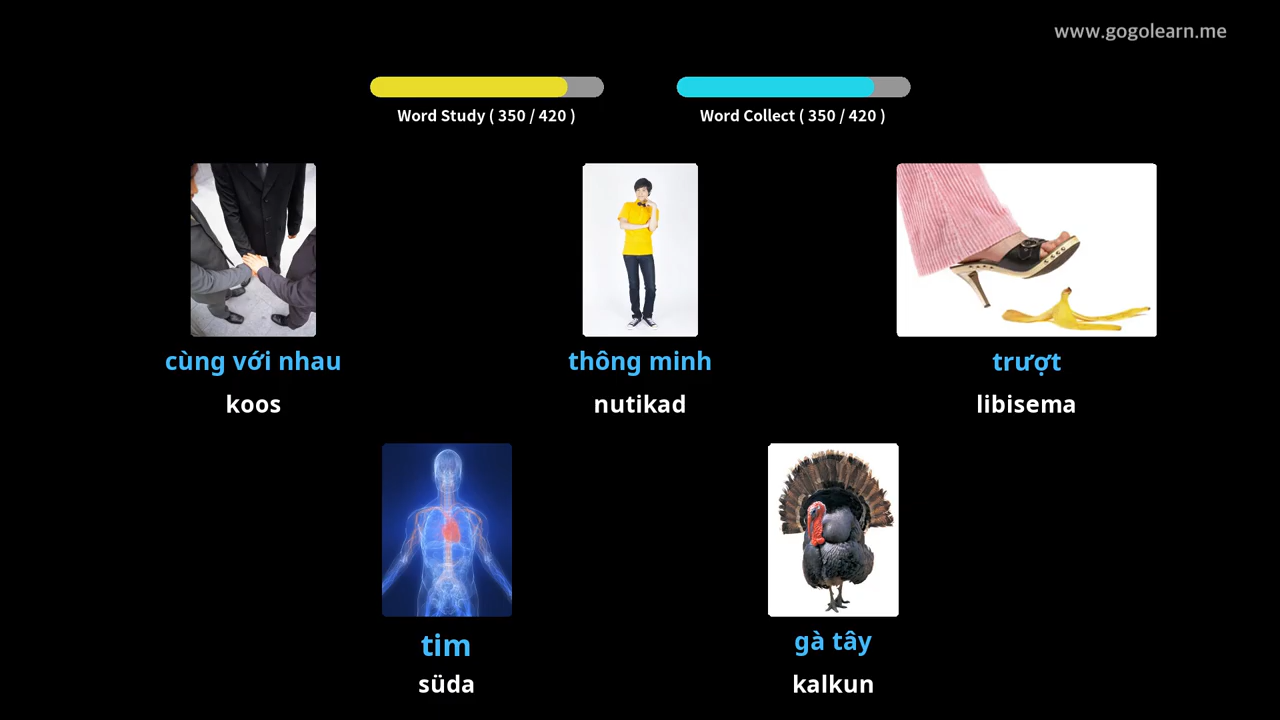 www.gogolearn.me
Word Study ( 350 / 420 )
Word Collect ( 350 / 420 )
cùng với nhau
koos
thông minh
nutikad
trượt
libisema
tim
süda
gà tây
kalkun